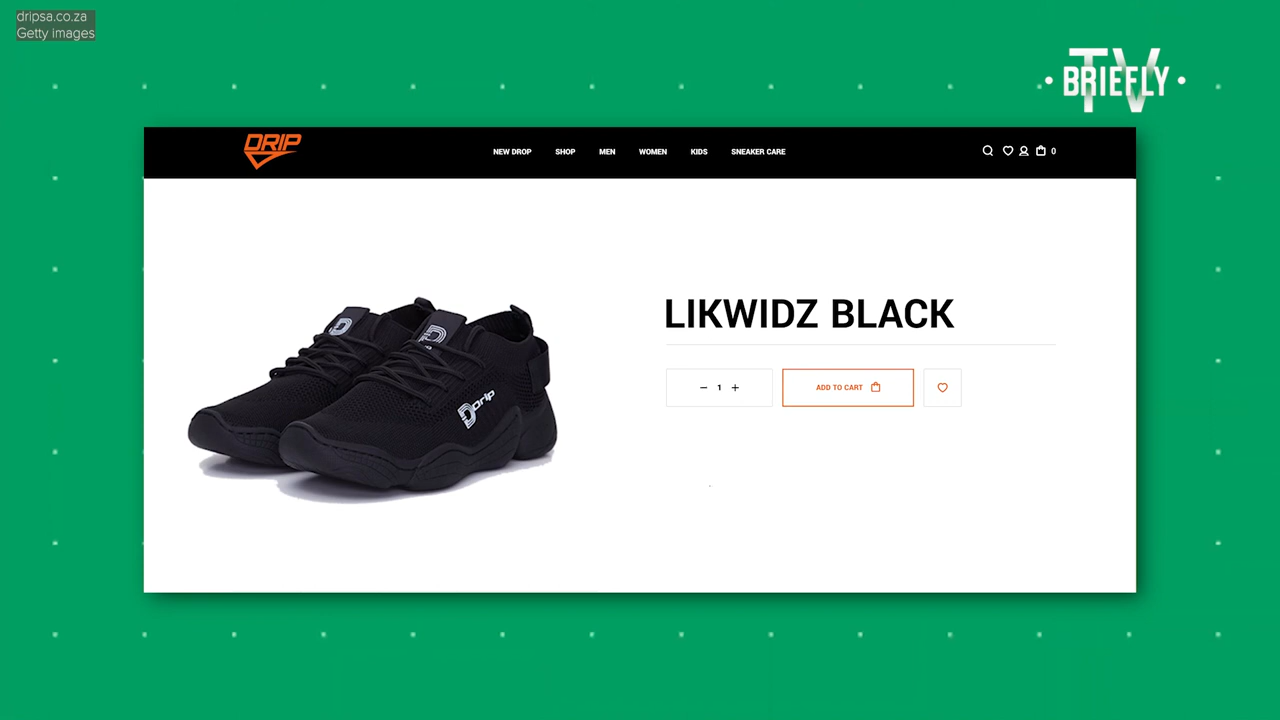 dripsa.co.za
Getty images
TV
BRIEFLY
DRIP
NEW DROP SHOP MEN WOMEN KIDS SNEAKER CARE 0
LIKWIDZ BLACK
1 ADD TO CART
D
D
Drip